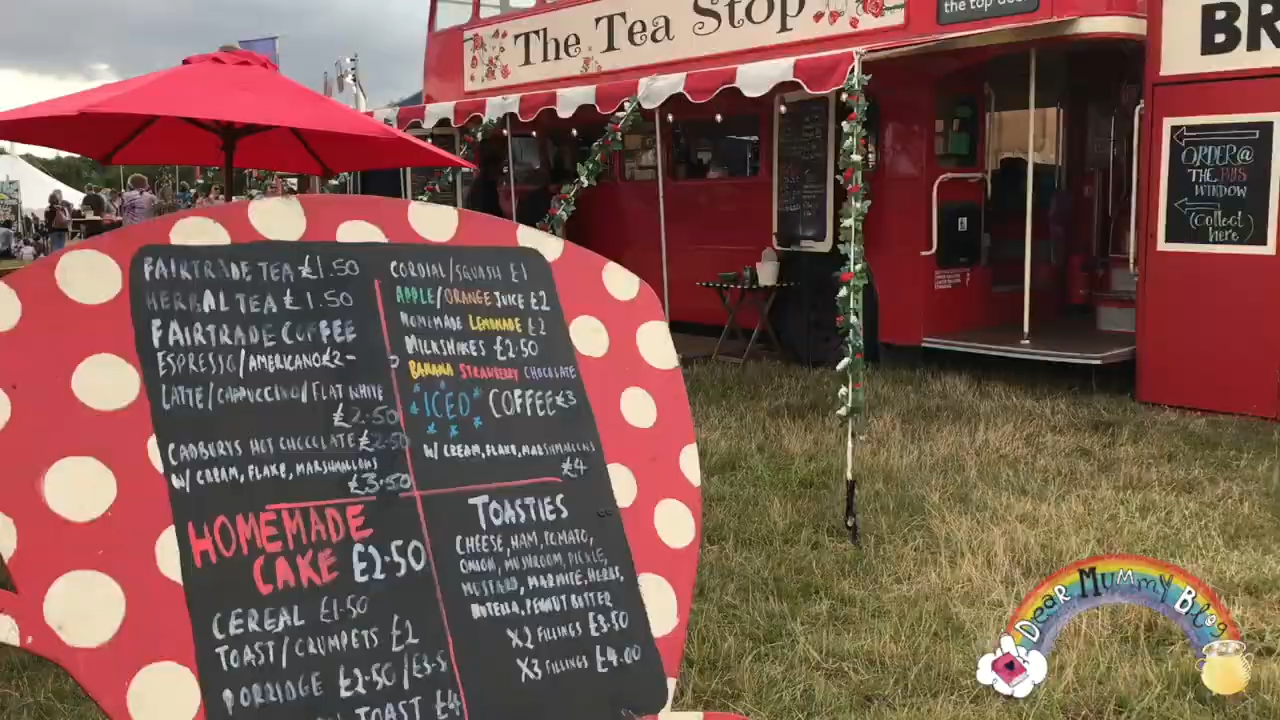 The Tea Stop
the top deck
BR
ORDER@
THE BUS
WINDOW
(Collect
here)
FAIRTRADE TEA £1.50
HERBAL TEA £1.50
FAIRTRADE COFFEE
ESPRESSO/AMERICANO £2-
LATTE/CAPPUCCINO/FLAT WHITE
£2.50
CADBURYS HOT CHOCOLATE £2.50
W/ CREAM, FLAKE, MARSHMALLOWS
£3.50
HOMEMADE
CAKE £2.50
CEREAL £1.50
TOAST/CRUMPETS £2
PORRIDGE £2.50/£3.5
TOAST £4
CORDIAL/SQUASH £1
APPLE/ORANGE JUICE £2
HOMEMADE LEMONADE £2
MILKSHAKES £2.50
BANANA STRAWBERRY CHOCOLATE
ICED COFFEE £3
W/ CREAM, FLAKE, MARSHMALLOWS
£4
TOASTIES
CHEESE, HAM, TOMATO,
ONION, MUSHROOM, PICKLE,
MUSTARD, MARMITE, HERBS,
NUTELLA, PEANUT BUTTER
X2 FILLINGS £3.50
X3 FILLINGS £4.00
DEAR MUMMY BLOG